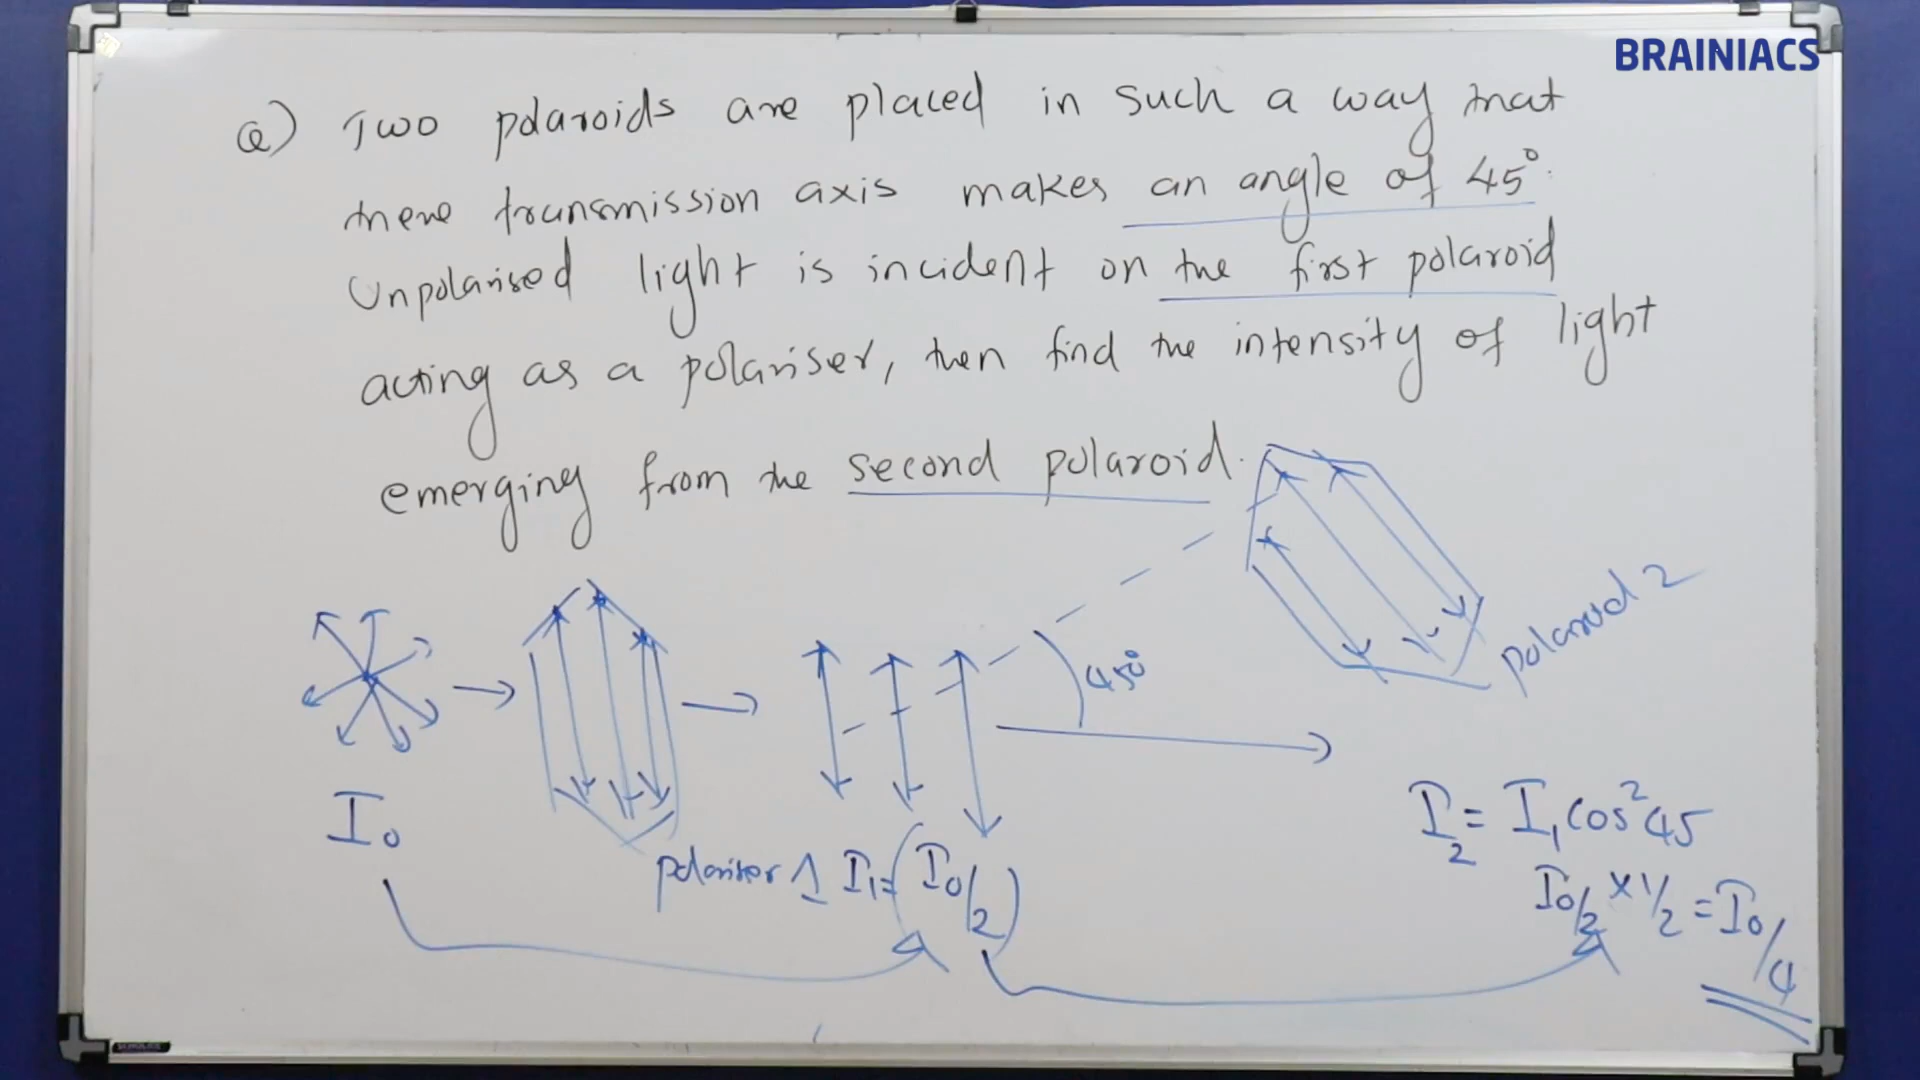 BRAINIACS
Q) Two polaroids are placed in such a way that
there transmission axis makes an angle of 45°.
Unpolarised light is incident on the first polaroid
acting as a polariser, then find the intensity of light
emerging from the second polaroid.
polaroid 2
45°
I₀
I₂ = I₁ cos²45
polariser 1 I₁ = (I₀/2)
I₀/2 × 1/2 = I₀/4